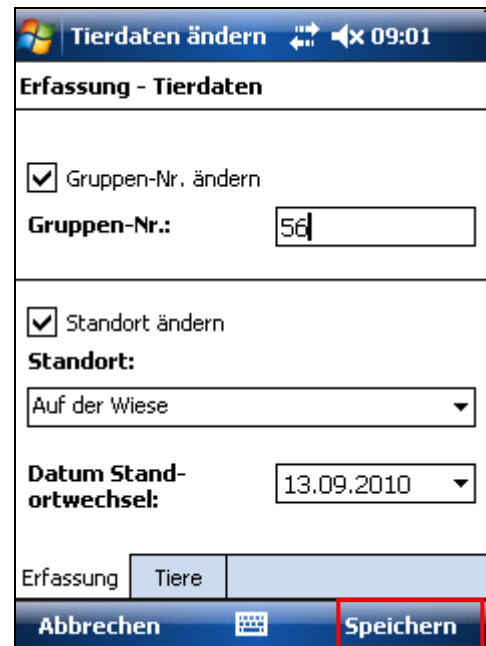 Tierdaten ändern 09:01
Erfassung - Tierdaten
Gruppen-Nr. ändern
Gruppen-Nr.: 56
Standort ändern
Standort:
Auf der Wiese
Datum Stand-
ortwechsel: 13.09.2010
Erfassung Tiere
Abbrechen Speichern